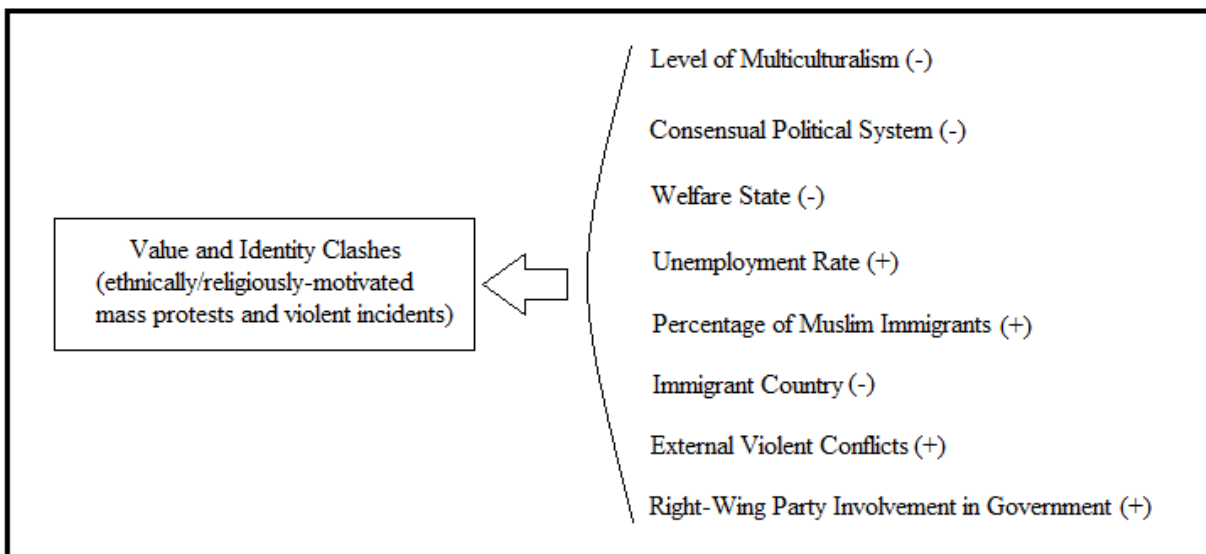 Level of Multiculturalism (-)
Consensual Political System (-)
Welfare State (-)
Unemployment Rate (+)
Percentage of Muslim Immigrants (+)
Immigrant Country (-)
External Violent Conflicts (+)
Right-Wing Party Involvement in Government (+)
Value and Identity Clashes
(ethnically/religiously-motivated
mass protests and violent incidents)